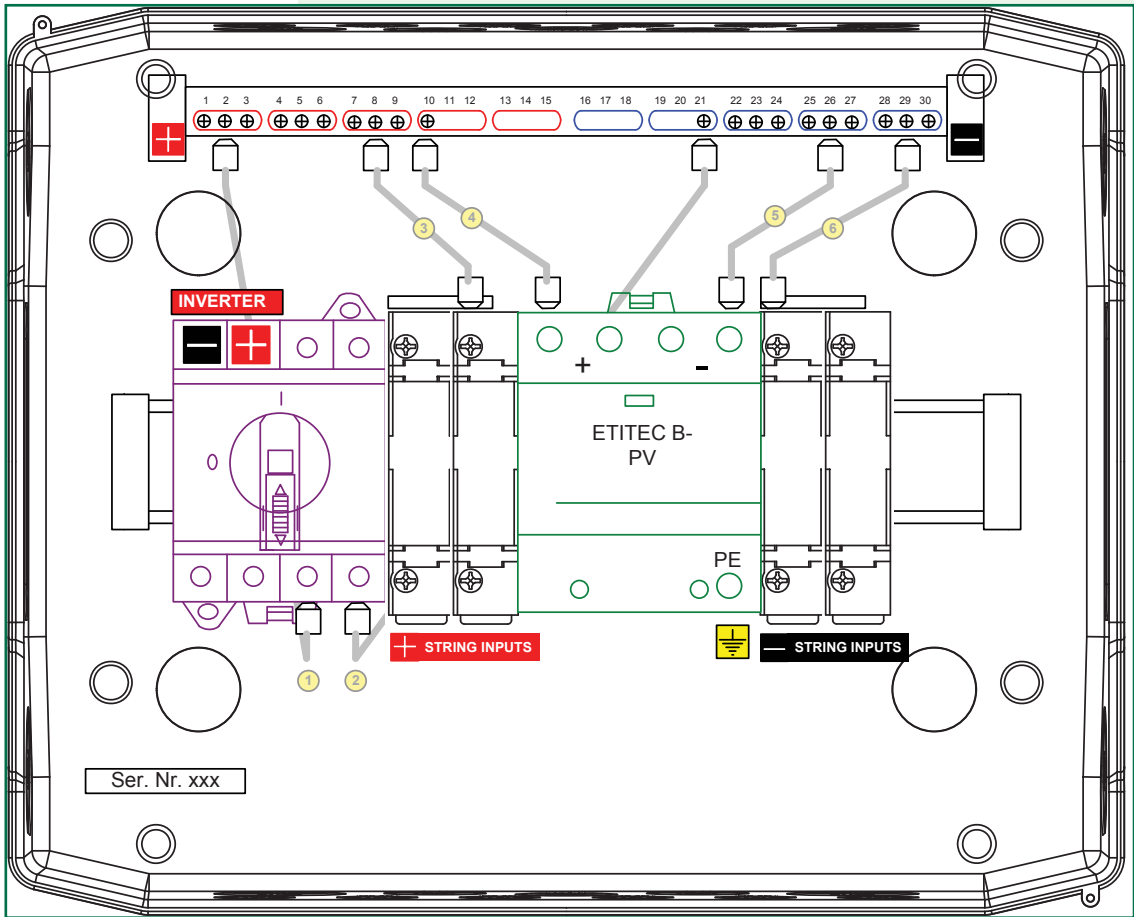 1 2 3 4 5 6 7 8 9 10 11 12 13 14 15 16 17 18 19 20 21 22 23 24 25 26 27 28 29 30
+
−
3
4
5
6
INVERTER
− +
+ -
I
O
ETITEC B-
PV
PE
+ STRING INPUTS
− STRING INPUTS
1
2
Ser. Nr. xxx